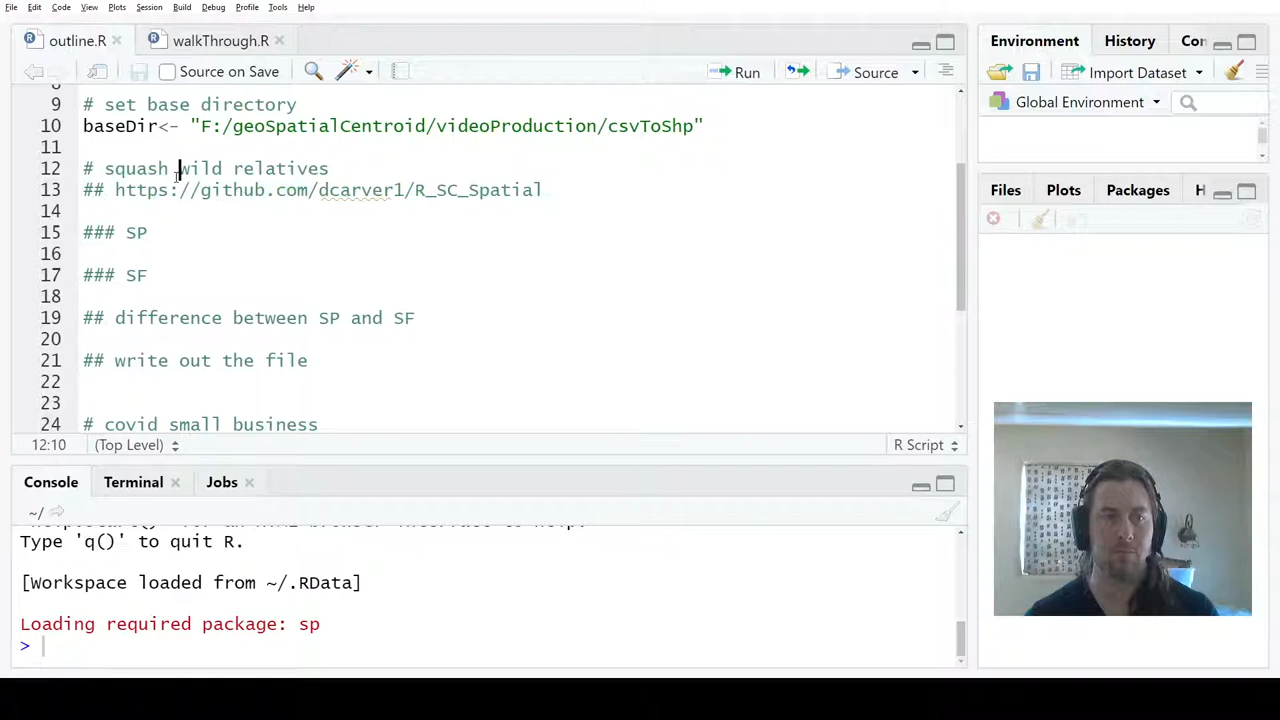 File Edit Code View Plots Session Build Debug Profile Tools Help
outline.R walkThrough.R
Source on Save Run Source
9 # set base directory
10 baseDir<- "F:/geoSpatialCentroid/videoProduction/csvToShp"
11
12 # squash wild relatives
13 ## https://github.com/dcarver1/R_SC_Spatial
14
15 ### SP
16
17 ### SF
18
19 ## difference between SP and SF
20
21 ## write out the file
22
23
24 # covid small business
12:10 (Top Level) R Script
Console Terminal Jobs
~/
Type 'q()' to quit R.
[Workspace loaded from ~/.RData]
Loading required package: sp
>
Environment History Con
Import Dataset
Global Environment
Files Plots Packages H